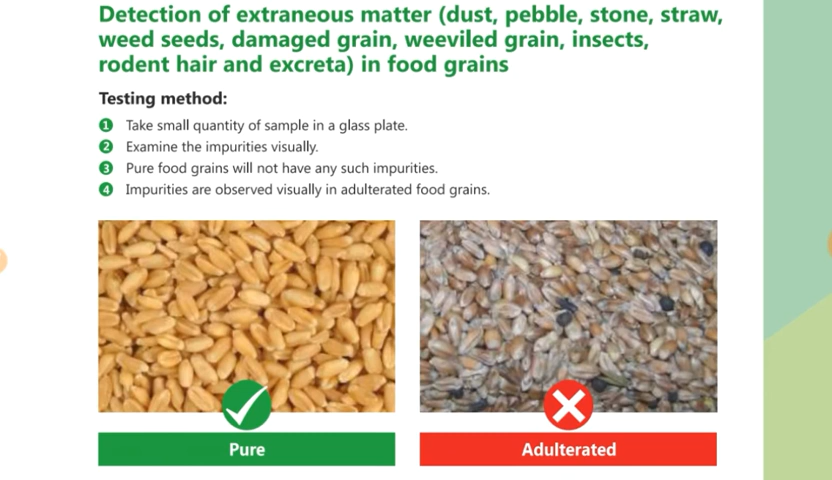 Detection of extraneous matter (dust, pebble, stone, straw,
weed seeds, damaged grain, weeviled grain, insects,
rodent hair and excreta) in food grains
Testing method:
1 Take small quantity of sample in a glass plate.
2 Examine the impurities visually.
3 Pure food grains will not have any such impurities.
4 Impurities are observed visually in adulterated food grains.
Pure
Adulterated